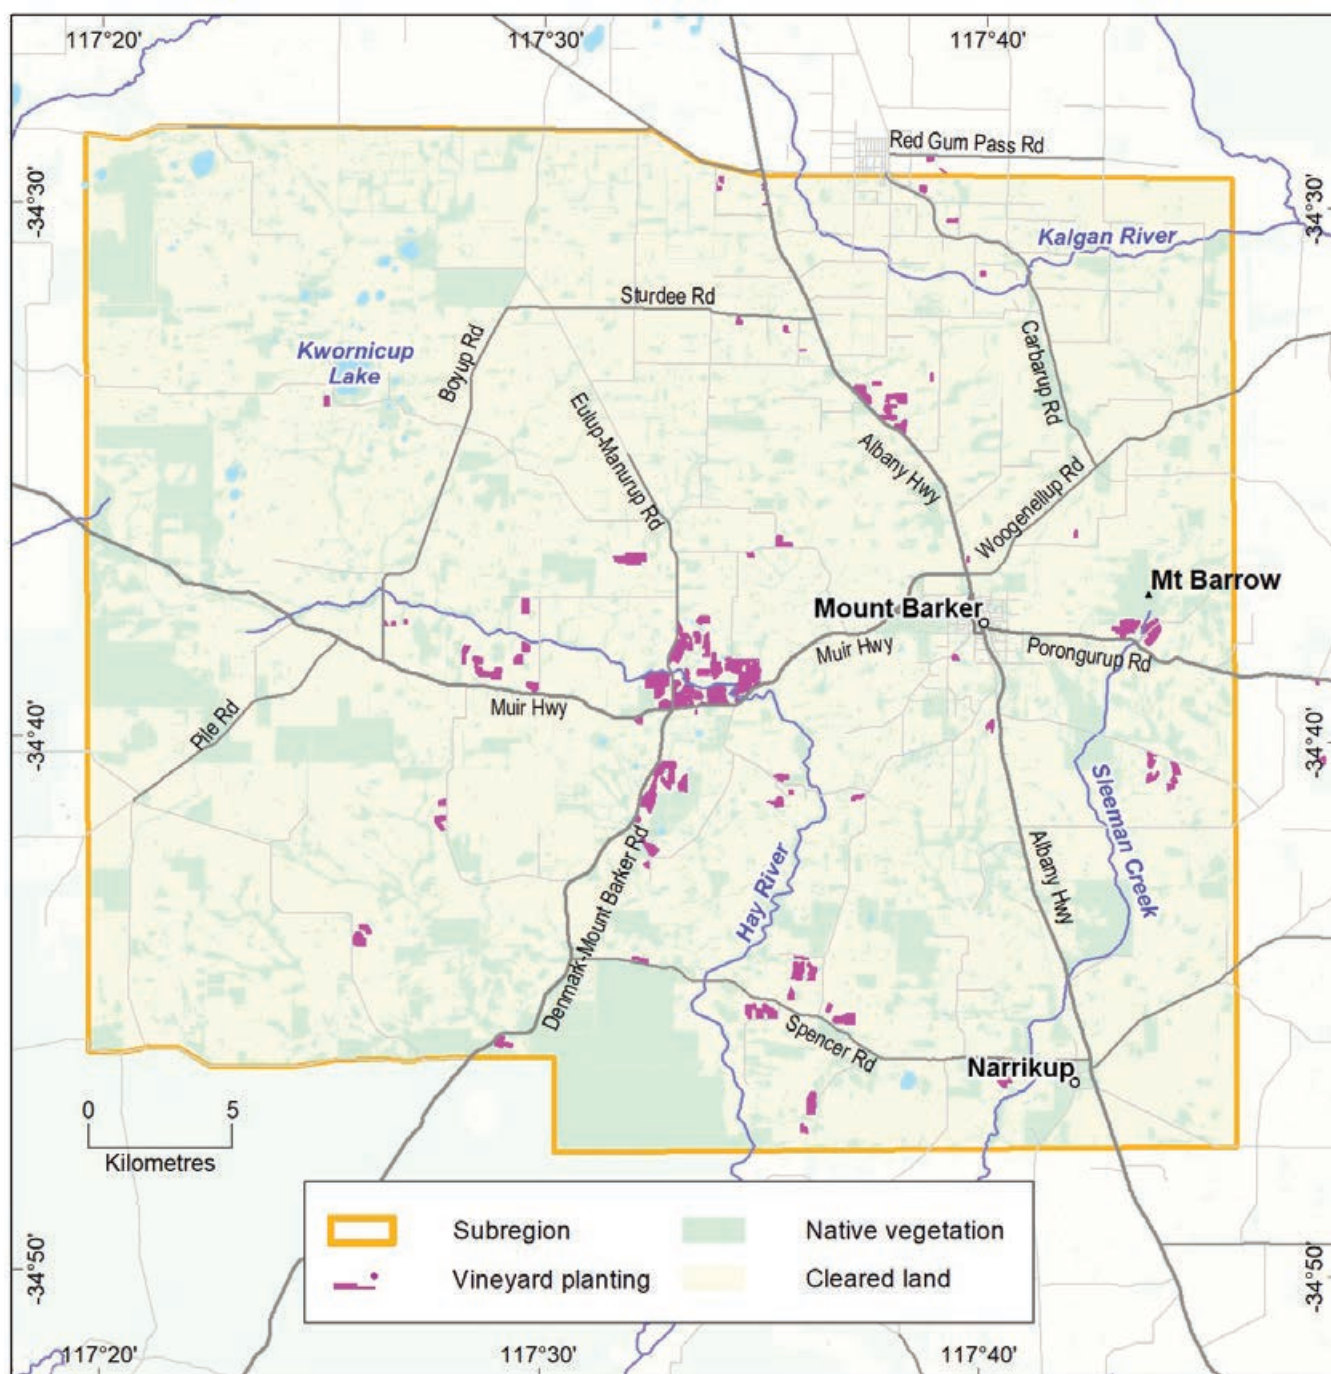 117°20'
117°30'
117°40'
Red Gum Pass Rd
-34°30'
-34°30'
Kalgan River
Sturdee Rd
Kwornicup
Lake
Boyup Rd
Carbarup Rd
Eulup-Manurup Rd
Albany Hwy
Woogenellup Rd
Mt Barrow
Mount Barker
Muir Hwy
Porongurup Rd
Pile Rd
Muir Hwy
-34°40'
-34°40'
Sleeman Creek
Denmark-Mount Barker Rd
Hay River
Albany Hwy
Spencer Rd
Narrikup
0 5
Kilometres
Subregion
Native vegetation
Vineyard planting
Cleared land
-34°50'
-34°50'
117°20'
117°30'
117°40'